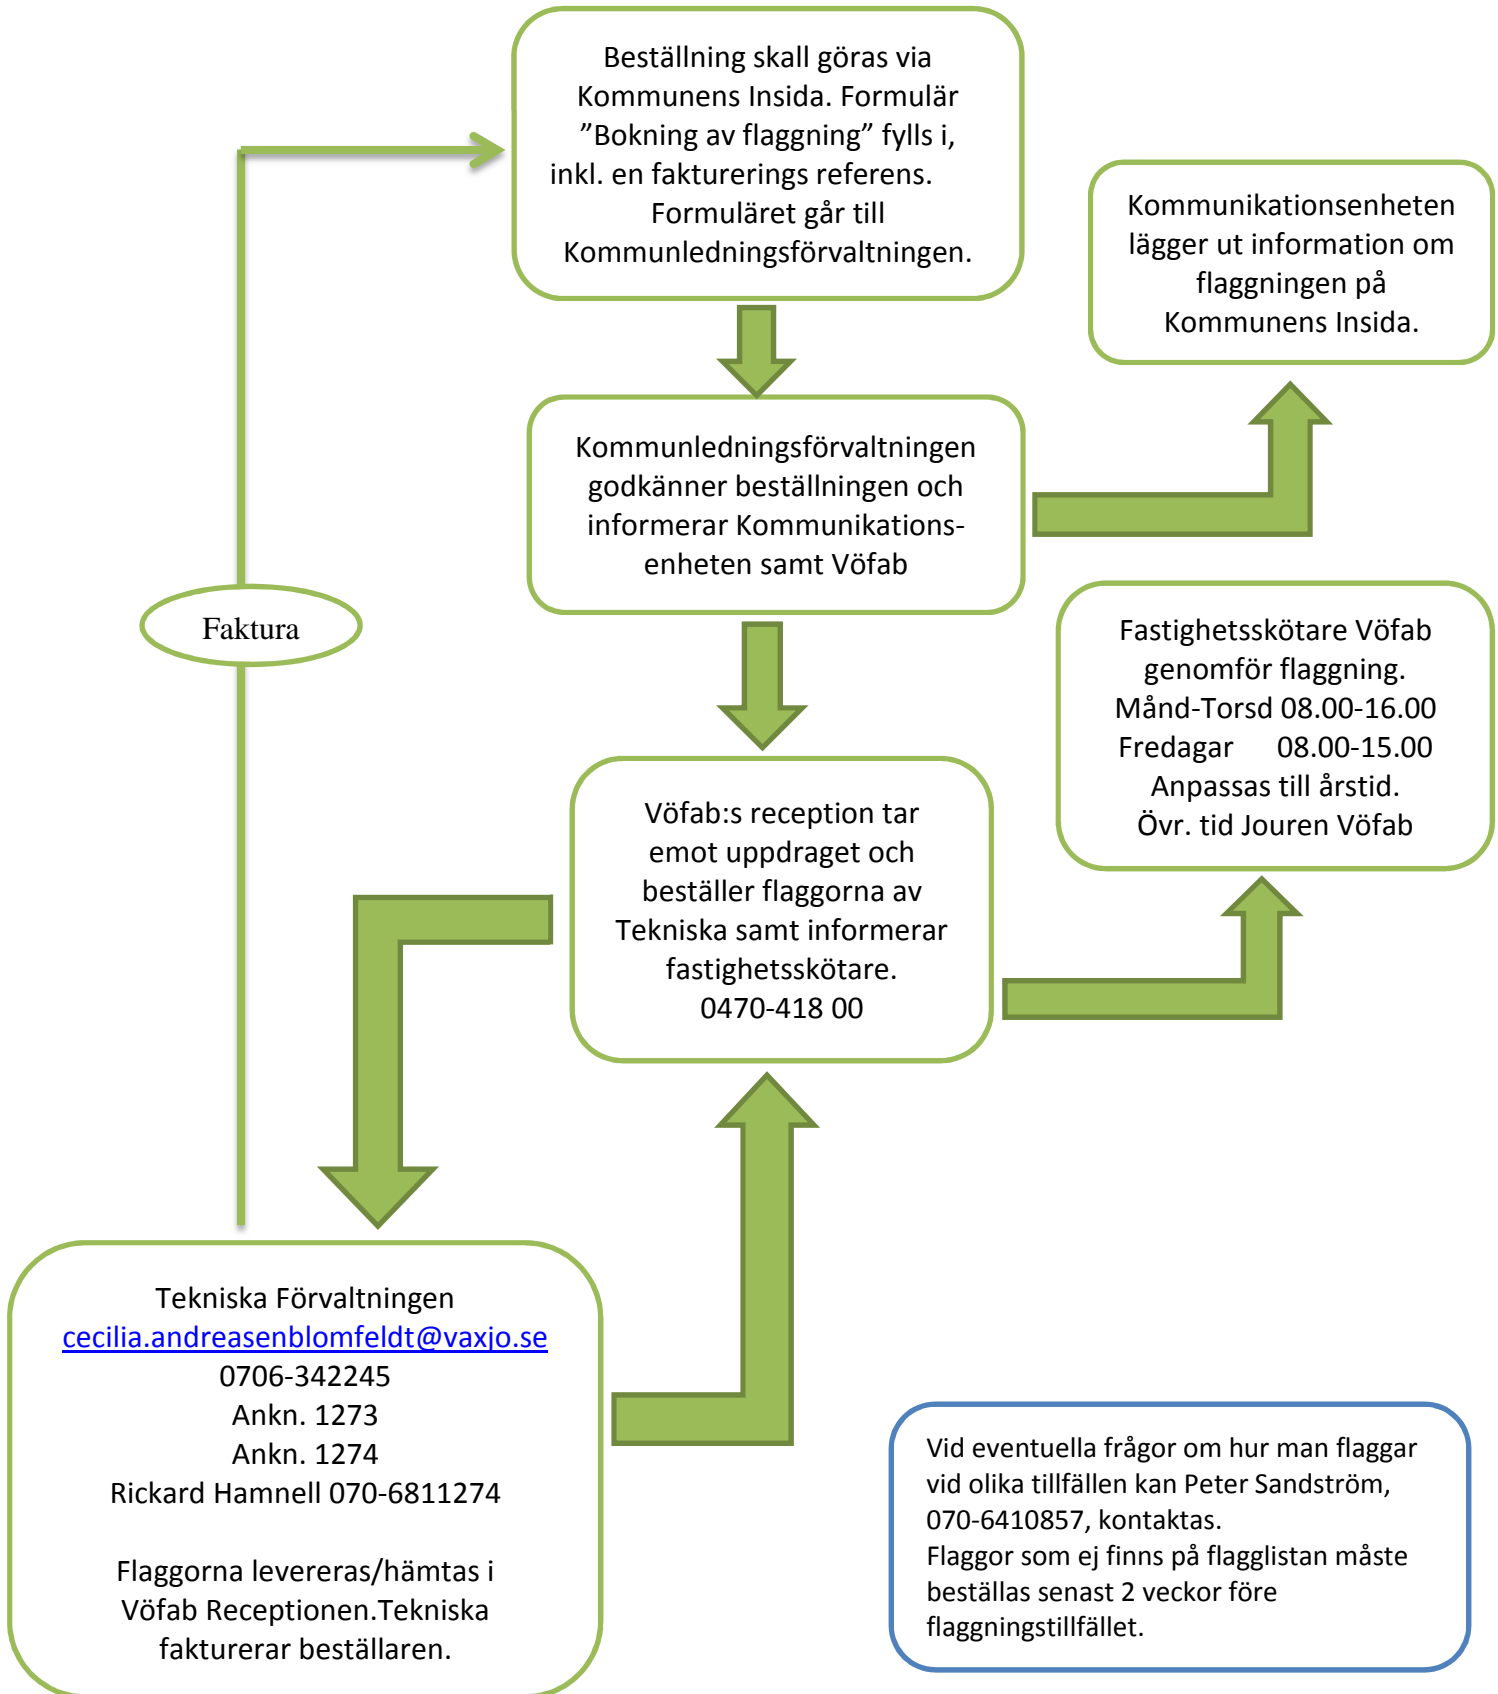 Beställning skall göras via
Kommunens Insida. Formulär
”Bokning av flaggning” fylls i,
inkl. en fakturerings referens.
Formuläret går till
Kommunledningsförvaltningen.
Kommunikationsenheten
lägger ut information om
flaggningen på
Kommunens Insida.
Kommunledningsförvaltningen
godkänner beställningen och
informerar Kommunikations-
enheten samt Vöfab
Faktura
Fastighetsskötare Vöfab
genomför flaggning.
Månd-Torsd 08.00-16.00
Fredagar 08.00-15.00
Anpassas till årstid.
Övr. tid Jouren Vöfab
Vöfab:s reception tar
emot uppdraget och
beställer flaggorna av
Tekniska samt informerar
fastighetsskötare.
0470-418 00
Tekniska Förvaltningen
cecilia.andreasenblomfeldt@vaxjo.se
0706-342245
Ankn. 1273
Ankn. 1274
Rickard Hamnell 070-6811274
Flaggorna levereras/hämtas i
Vöfab Receptionen.Tekniska
fakturerar beställaren.
Vid eventuella frågor om hur man flaggar
vid olika tillfällen kan Peter Sandström,
070-6410857, kontaktas.
Flaggor som ej finns på flagglistan måste
beställas senast 2 veckor före
flaggningstillfället.